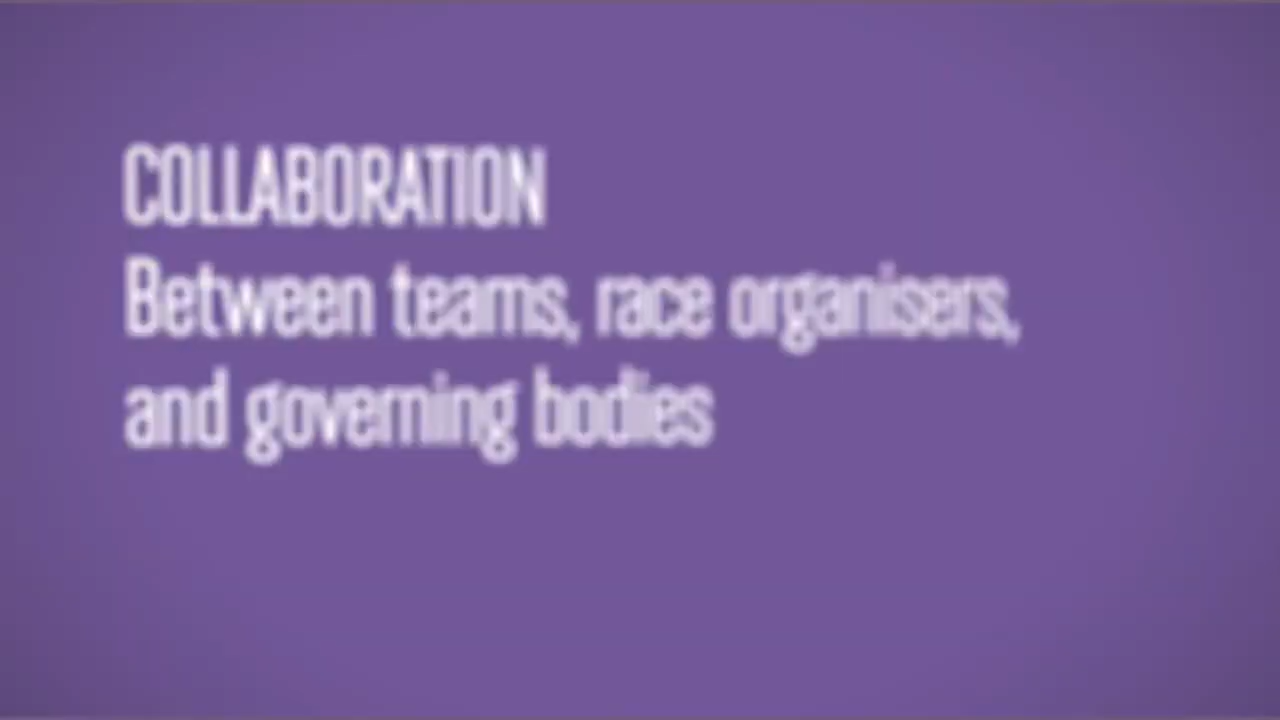 COLLABORATION
Between teams, race organisers,
and governing bodies